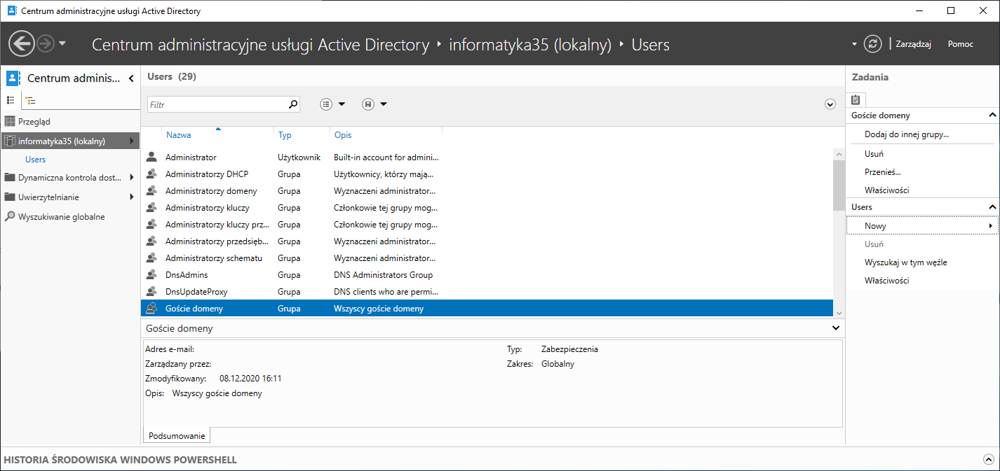 Centrum administracyjne usługi Active Directory
Centrum administracyjne usługi Active Directory ‣ informatyka35 (lokalny) ‣ Users
Zarządzaj
Pomoc
Centrum adminis...
Przegląd
informatyka35 (lokalny)
Users
Dynamiczna kontrola dost...
Uwierzytelnianie
Wyszukiwanie globalne
Users (29)
Filtr
Nazwa Typ Opis
Administrator Użytkownik Built-in account for admini...
Administratorzy DHCP Grupa Użytkownicy, którzy mają...
Administratorzy domeny Grupa Wyznaczeni administrator...
Administratorzy kluczy Grupa Członkowie tej grupy mog...
Administratorzy kluczy prz... Grupa Członkowie tej grupy mog...
Administratorzy przedsięb... Grupa Wyznaczeni administrator...
Administratorzy schematu Grupa Wyznaczeni administrator...
DnsAdmins Grupa DNS Administrators Group
DnsUpdateProxy Grupa DNS clients who are permi...
Goście domeny Grupa Wszyscy goście domeny
Goście domeny
Adres e-mail:
Zarządzany przez:
Zmodyfikowany: 08.12.2020 16:11
Opis: Wszyscy goście domeny
Typ: Zabezpieczenia
Zakres: Globalny
Podsumowanie
Zadania
Goście domeny
Dodaj do innej grupy...
Usuń
Przenieś...
Właściwości
Users
Nowy
Usuń
Wyszukaj w tym węźle
Właściwości
HISTORIA ŚRODOWISKA WINDOWS POWERSHELL